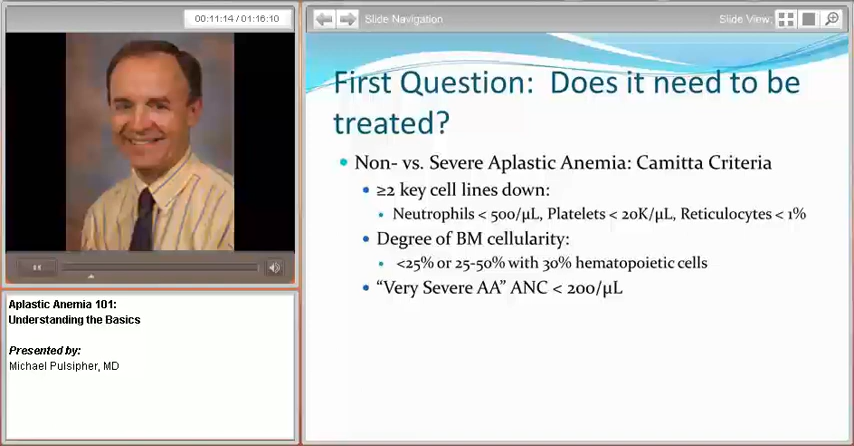 00:11:14 / 01:16:10
Slide Navigation
Slide View:
First Question: Does it need to be
treated?
Non- vs. Severe Aplastic Anemia: Camitta Criteria
≥2 key cell lines down:
Neutrophils < 500/µL, Platelets < 20K/µL, Reticulocytes < 1%
Degree of BM cellularity:
<25% or 25-50% with 30% hematopoietic cells
“Very Severe AA” ANC < 200/µL
Aplastic Anemia 101:
Understanding the Basics
Presented by:
Michael Pulsipher, MD